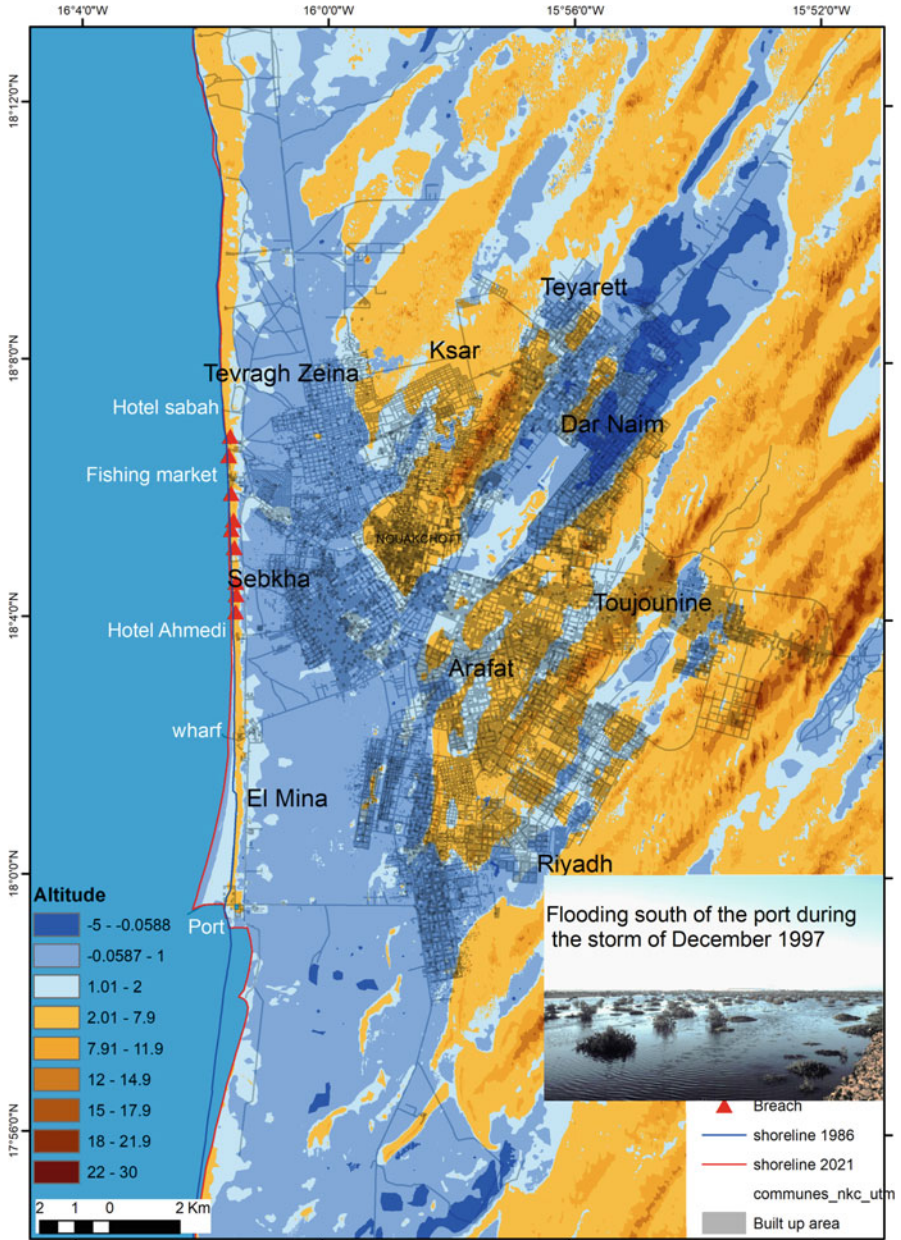 16°4'0"W 16°0'0"W 15°56'0"W 15°52'0"W
18°12'0"N
18°8'0"N
18°4'0"N
18°0'0"N
17°56'0"N
Teyarett
Ksar
Tevragh Zeina
Hotel sabah
Dar Naim
Fishing market
NOUAKCHOTT
Sebkha
Toujounine
Hotel Ahmedi
Arafat
wharf
El Mina
Riyadh
Port
Altitude
-5 - -0.0588
-0.0587 - 1
1.01 - 2
2.01 - 7.9
7.91 - 11.9
12 - 14.9
15 - 17.9
18 - 21.9
22 - 30
2 1 0 2 Km
Flooding south of the port during
the storm of December 1997
Breach
shoreline 1986
shoreline 2021
communes_nkc_utm
Built up area